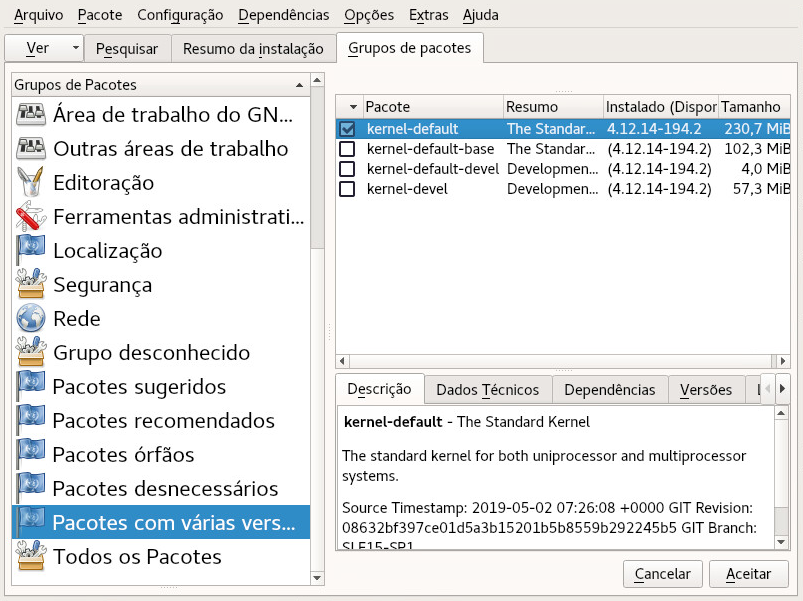 Arquivo Pacote Configuração Dependências Opções Extras Ajuda
Ver Pesquisar Resumo da instalação Grupos de pacotes
Grupos de Pacotes
Área de trabalho do GN...
Outras áreas de trabalho
Editoração
Ferramentas administrati...
Localização
Segurança
Rede
Grupo desconhecido
Pacotes sugeridos
Pacotes recomendados
Pacotes órfãos
Pacotes desnecessários
Pacotes com várias vers...
Todos os Pacotes
Pacote Resumo Instalado (Dispor Tamanho
kernel-default The Standar... 4.12.14-194.2 230,7 MiB
kernel-default-base The Standar... (4.12.14-194.2) 102,3 MiB
kernel-default-devel Developmen... (4.12.14-194.2) 4,0 MiB
kernel-devel Developmen... (4.12.14-194.2) 57,3 MiB
Descrição Dados Técnicos Dependências Versões
kernel-default - The Standard Kernel
The standard kernel for both uniprocessor and multiprocessor
systems.
Source Timestamp: 2019-05-02 07:26:08 +0000 GIT Revision:
08632bf397ce01d5a3b15201b5b8559b292245b5 GIT Branch:
SLE15-SP1
Cancelar Aceitar